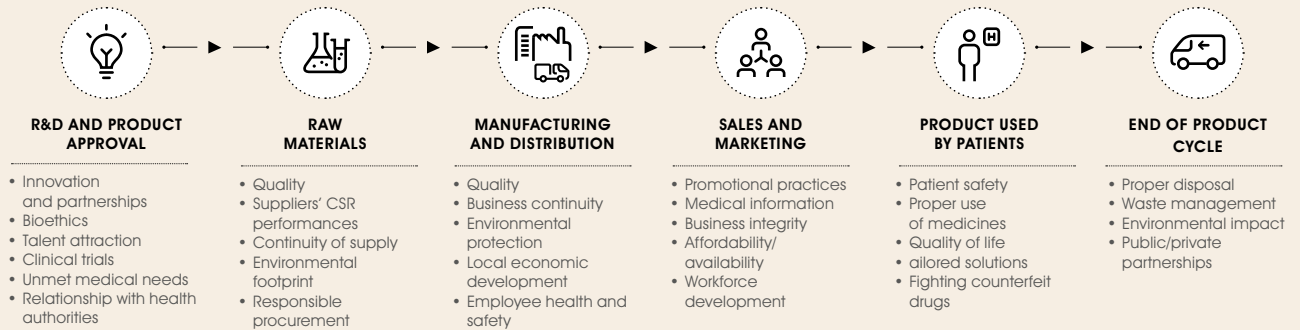 H
R&D AND PRODUCT
APPROVAL
• Innovation
and partnerships
• Bioethics
• Talent attraction
• Clinical trials
• Unmet medical needs
• Relationship with health
authorities
RAW
MATERIALS
• Quality
• Suppliers’ CSR
performances
• Continuity of supply
• Environmental
footprint
• Responsible
procurement
MANUFACTURING
AND DISTRIBUTION
• Quality
• Business continuity
• Environmental
protection
• Local economic
development
• Employee health and
safety
SALES AND
MARKETING
• Promotional practices
• Medical information
• Business integrity
• Affordability/
availability
• Workforce
development
PRODUCT USED
BY PATIENTS
• Patient safety
• Proper use
of medicines
• Quality of life
• ailored solutions
• Fighting counterfeit
drugs
END OF PRODUCT
CYCLE
• Proper disposal
• Waste management
• Environmental impact
• Public/private
partnerships